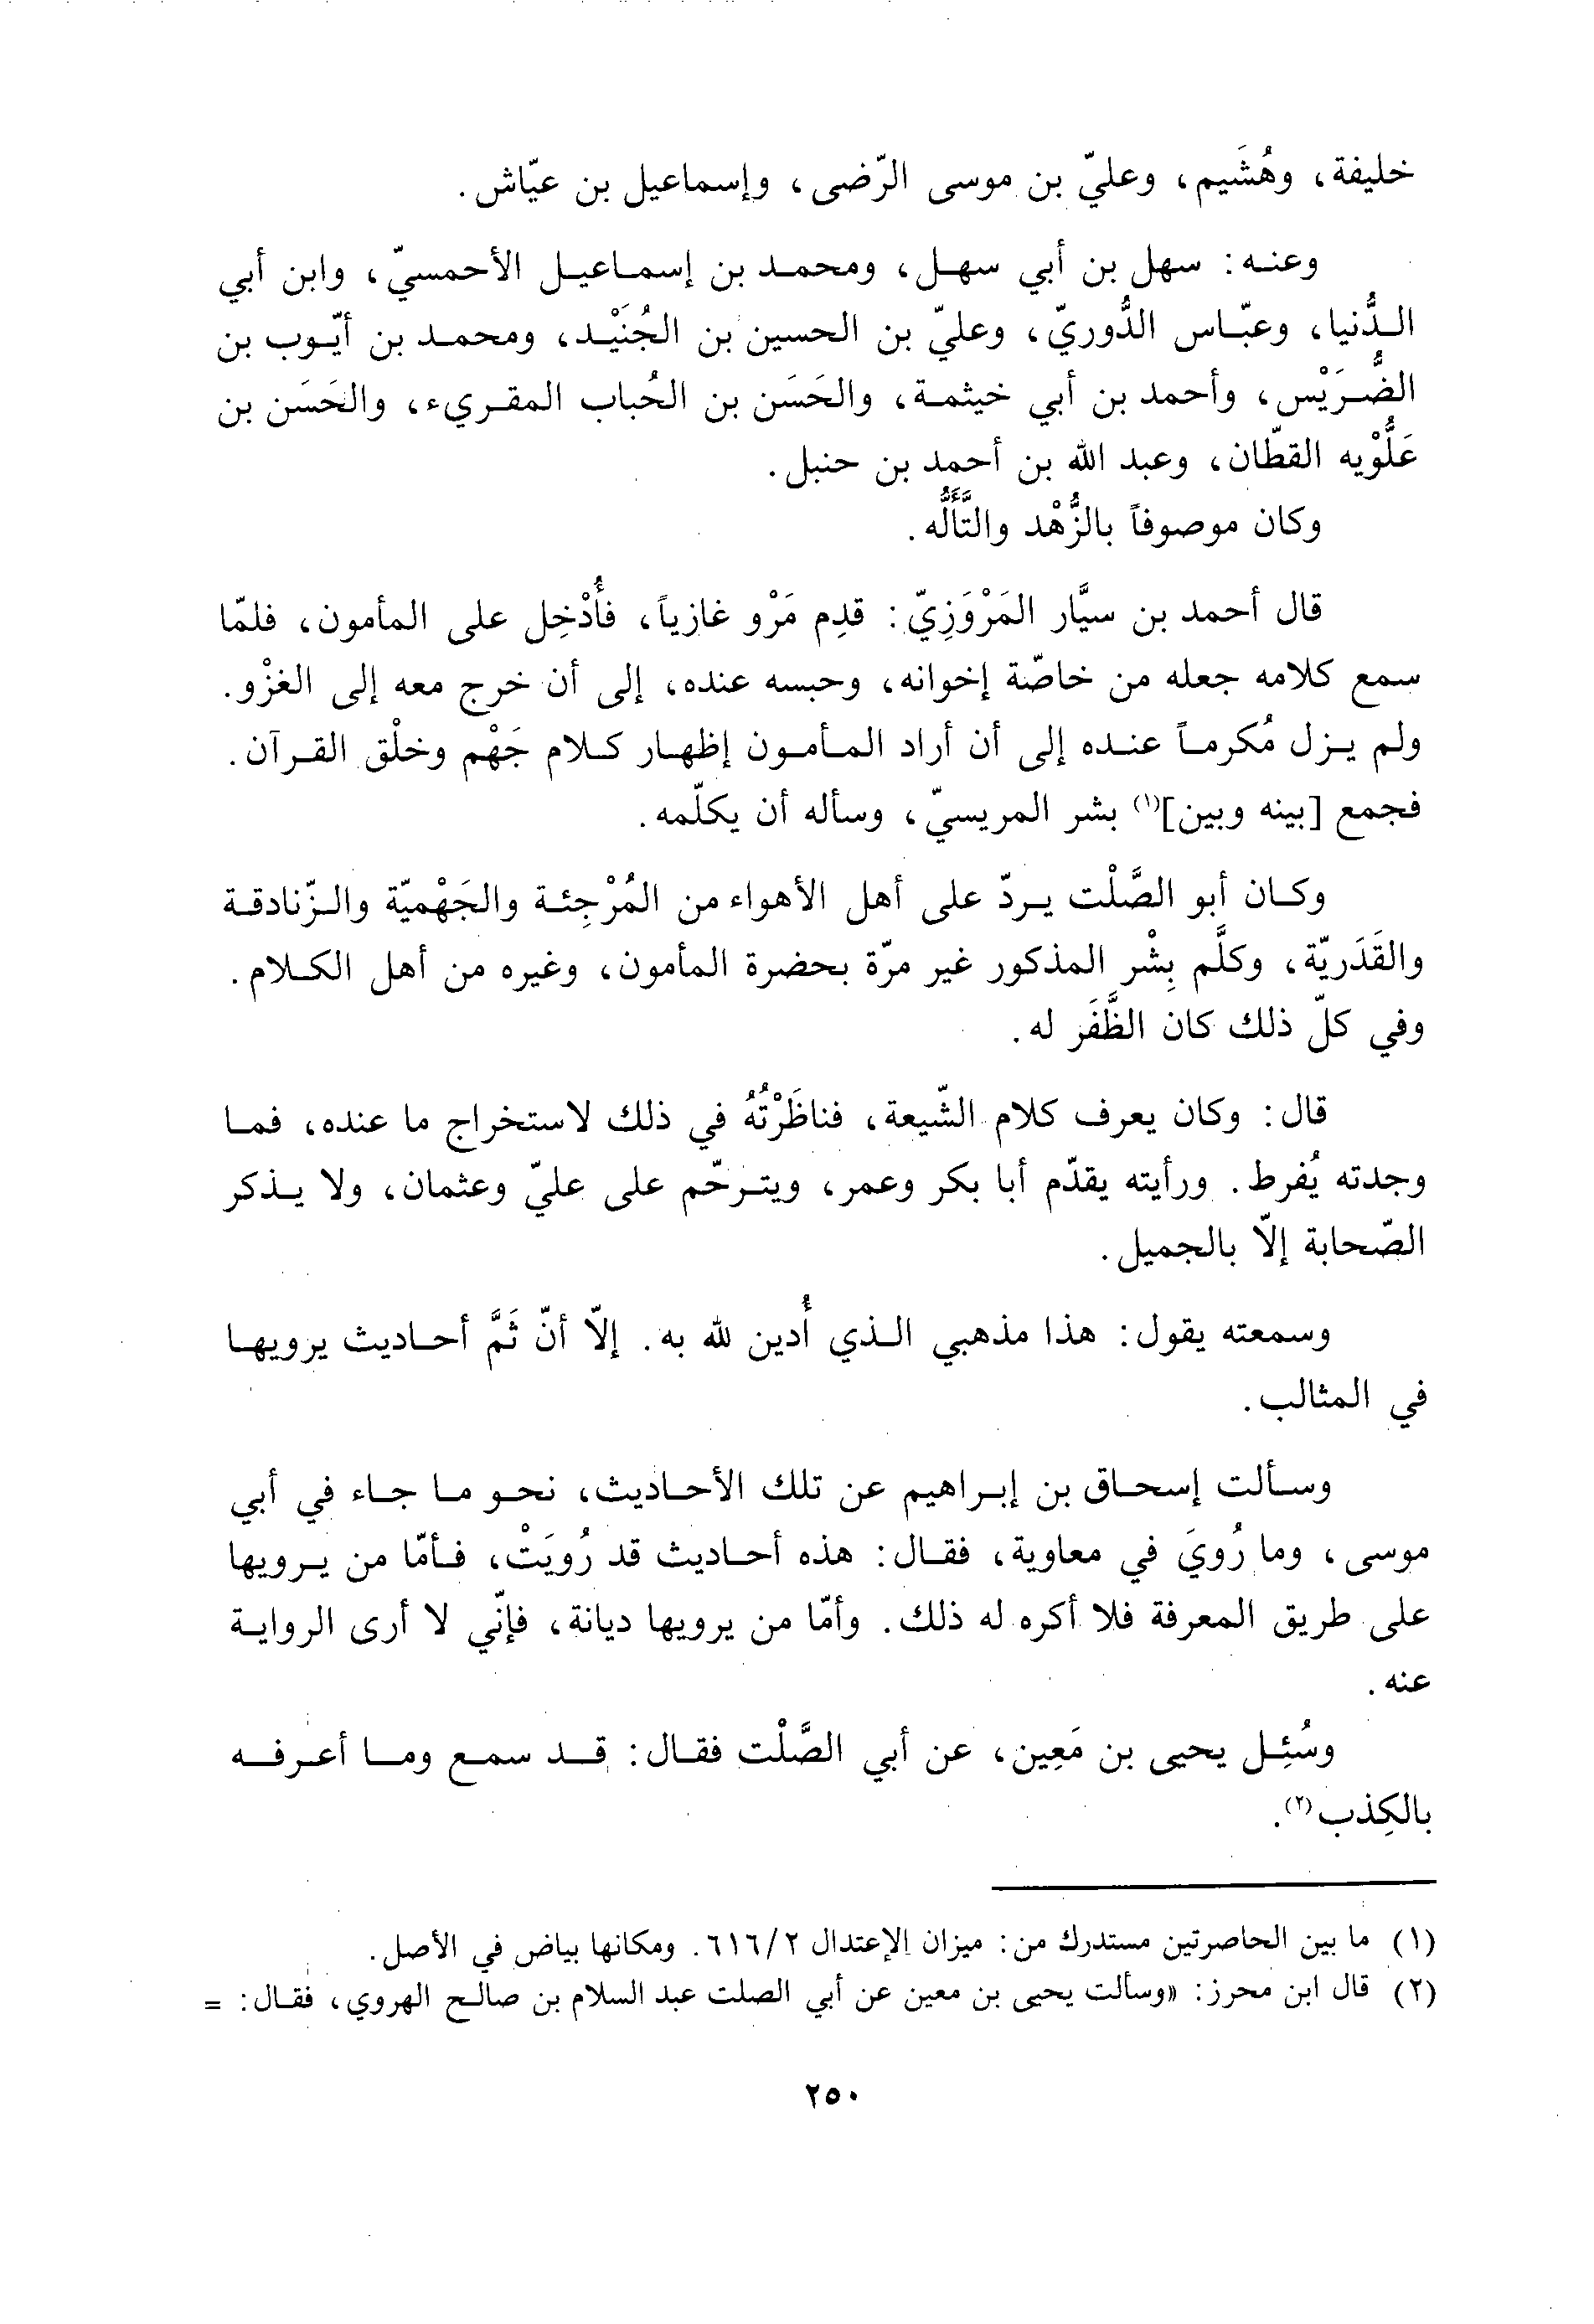 خليفة، وهُشَيم، وعليّ بن موسى الرّضى، وإسماعيل بن عيّاش.
وعنه: سهل بن أبي سهل، ومحمد بن إسماعيل الأحمسيّ، وابن أبي
الدُّنيا، وعبّاس الدُّوريّ، وعليّ بن الحسين بن الجُنَيْد، ومحمد بن أيّوب بن
الضُّرَيْس، وأحمد بن أبي خيثمة، والحَسَن بن الحُباب المقريء، والحَسَن بن
عَلُّوْيه القطّان، وعبد الله بن أحمد بن حنبل.
وكان موصوفاً بالزُّهْد والتَّأَلُّه.
قال أحمد بن سيَّار المَرْوَزِيّ: قدِم مَرْو غازياً، فأُدْخِل على المأمون، فلمّا
سمع كلامه جعله من خاصّة إخوانه، وحبسه عنده، إلى أن خرج معه إلى الغزْو.
ولم يزل مُكرماً عنده إلى أن أراد المأمون إظهار كلام جَهْم وخلْق القرآن.
فجمع [بينه وبين]⁽١⁾ بشر المريسيّ، وسأله أن يكلّمه.
وكان أبو الصَّلْت يردّ على أهل الأهواء من المُرْجِئة والجَهْميّة والزّنادقة
والقَدَريّة، وكلَّم بِشْر المذكور غير مرّة بحضرة المأمون، وغيره من أهل الكلام.
وفي كلّ ذلك كان الظَّفَر له.
قال: وكان يعرف كلام الشّيعة، فناظَرْتُهُ في ذلك لاستخراج ما عنده، فما
وجدته يُفرط. ورأيته يقدّم أبا بكر وعمر، ويترحّم على عليّ وعثمان، ولا يذكر
الصّحابة إلّا بالجميل.
وسمعته يقول: هذا مذهبي الذي أُدين لله به. إلّا أنّ ثَمَّ أحاديث يرويها
في المثالب.
وسألت إسحاق بن إبراهيم عن تلك الأحاديث، نحو ما جاء في أبي
موسى، وما رُويَ في معاوية، فقال: هذه أحاديث قد رُويَتْ، فأمّا من يرويها
على طريق المعرفة فلا أكره له ذلك. وأمّا من يرويها ديانة، فإنّي لا أرى الرواية
عنه.
وسُئِل يحيى بن مَعِين، عن أبي الصَّلْت فقال: قد سمع وما أعرفه
بالكِذب⁽٢⁾.
(١) ما بين الحاصرتين مستدرك من: ميزان الإعتدال ٦١٦/٢. ومكانها بياض في الأصل.
(٢) قال ابن محرز: «وسألت يحيى بن معين عن أبي الصلت عبد السلام بن صالح الهروي، فقال: =
٢٥٠